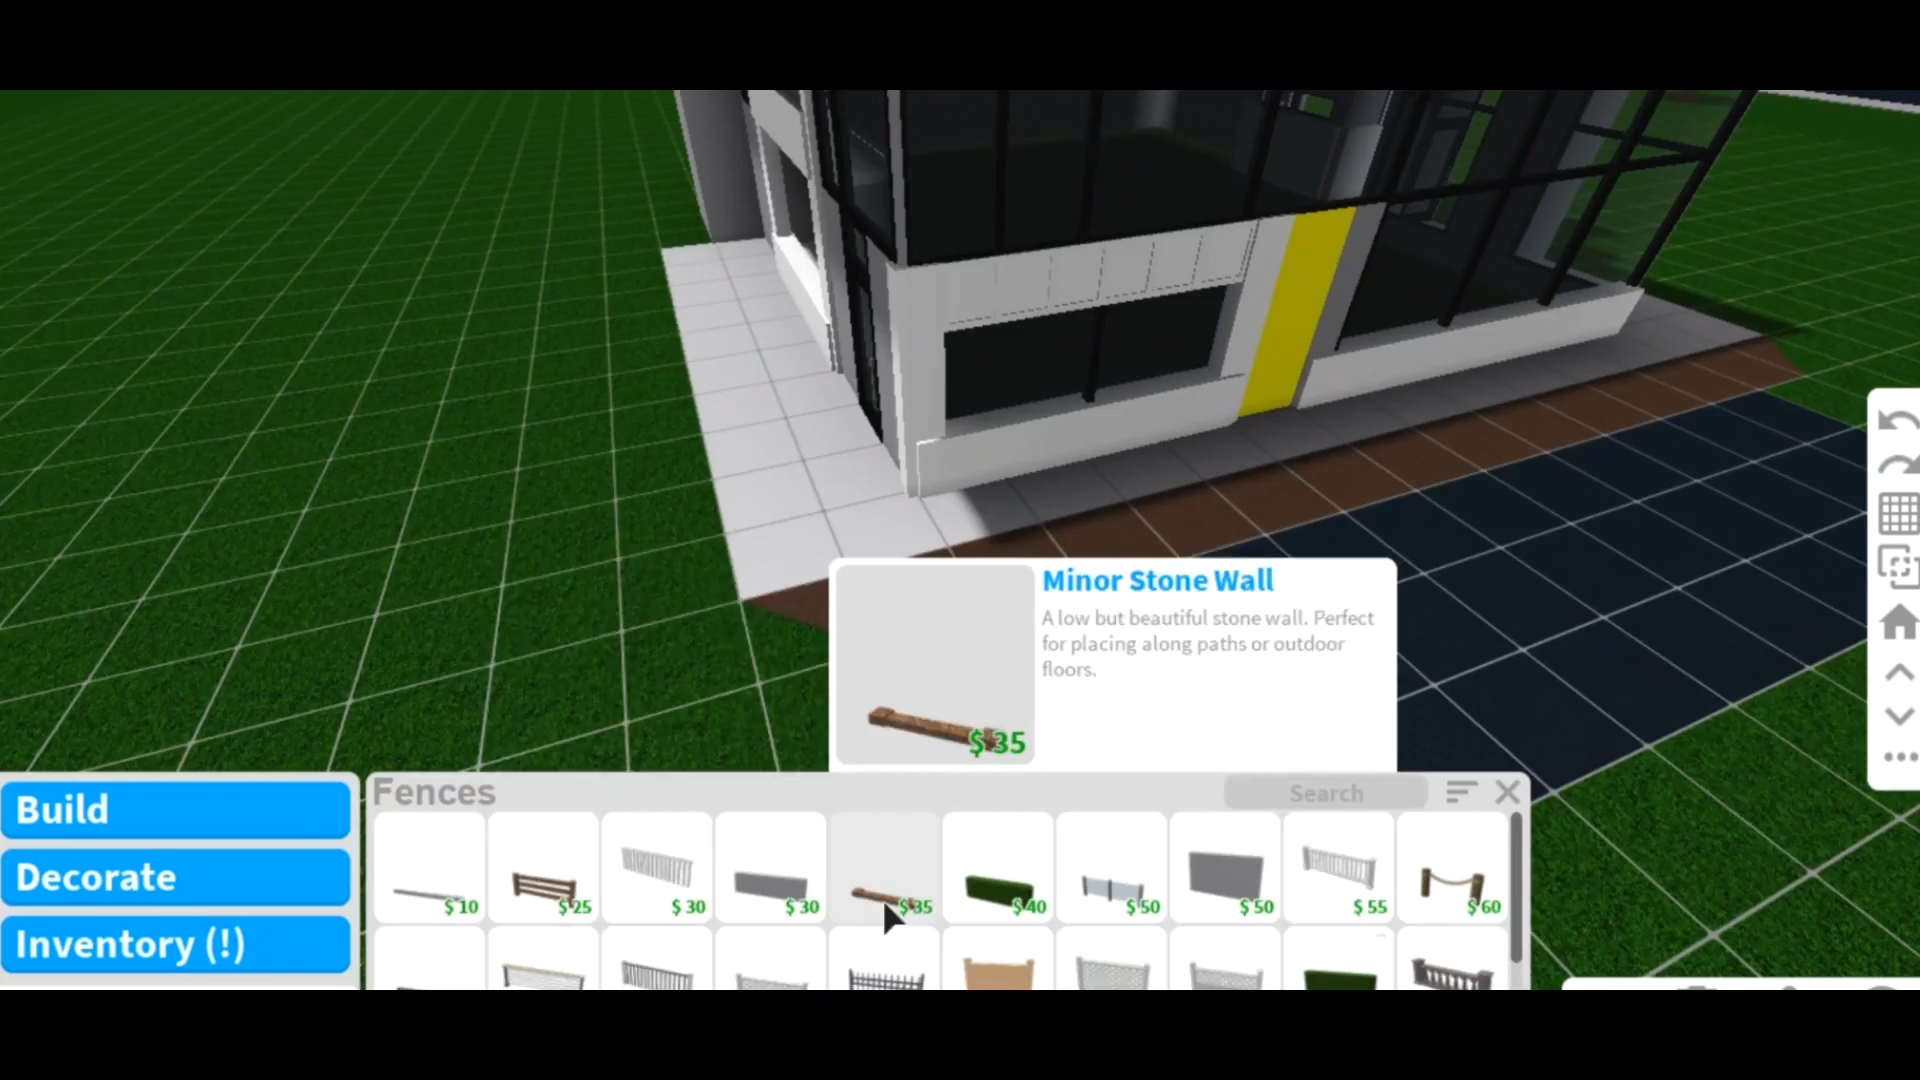 Minor Stone Wall
A low but beautiful stone wall. Perfect
for placing along paths or outdoor
floors.
$ 35
Build
Decorate
Inventory (!)
Fences
Search
$ 10
$ 25
$ 30
$ 30
$ 35
$ 40
$ 50
$ 50
$ 55
$ 60